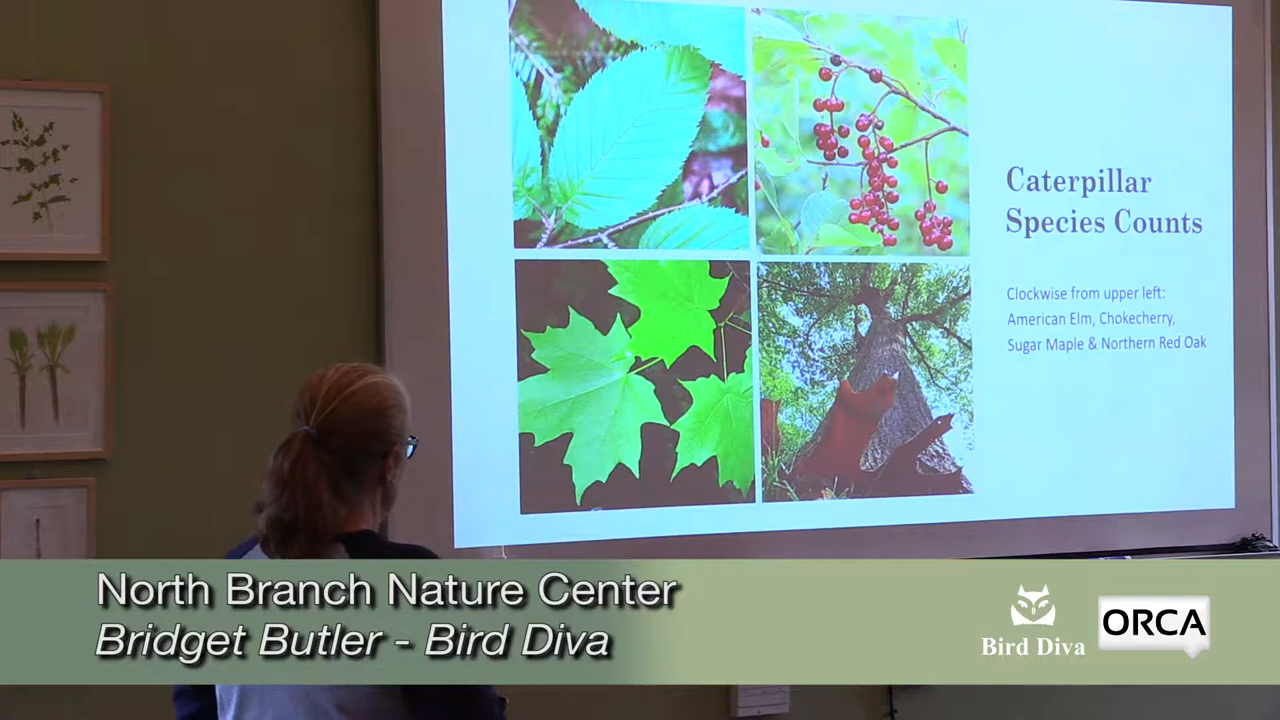 Caterpillar
Species Counts
Clockwise from upper left:
American Elm, Chokecherry,
Sugar Maple & Northern Red Oak
North Branch Nature Center
Bridget Butler - Bird Diva
Bird Diva
ORCA